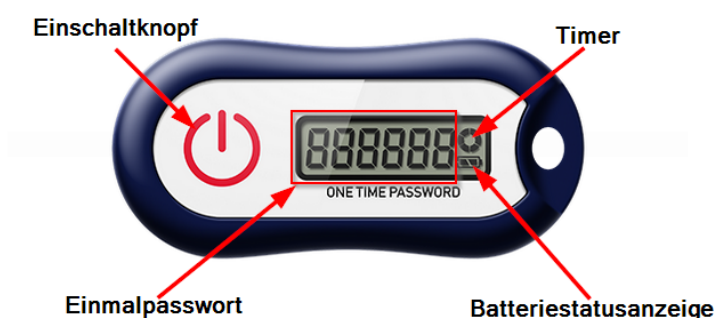 Einschaltknopf
Timer
888888
ONE TIME PASSWORD
Einmalpasswort
Batteriestatusanzeige